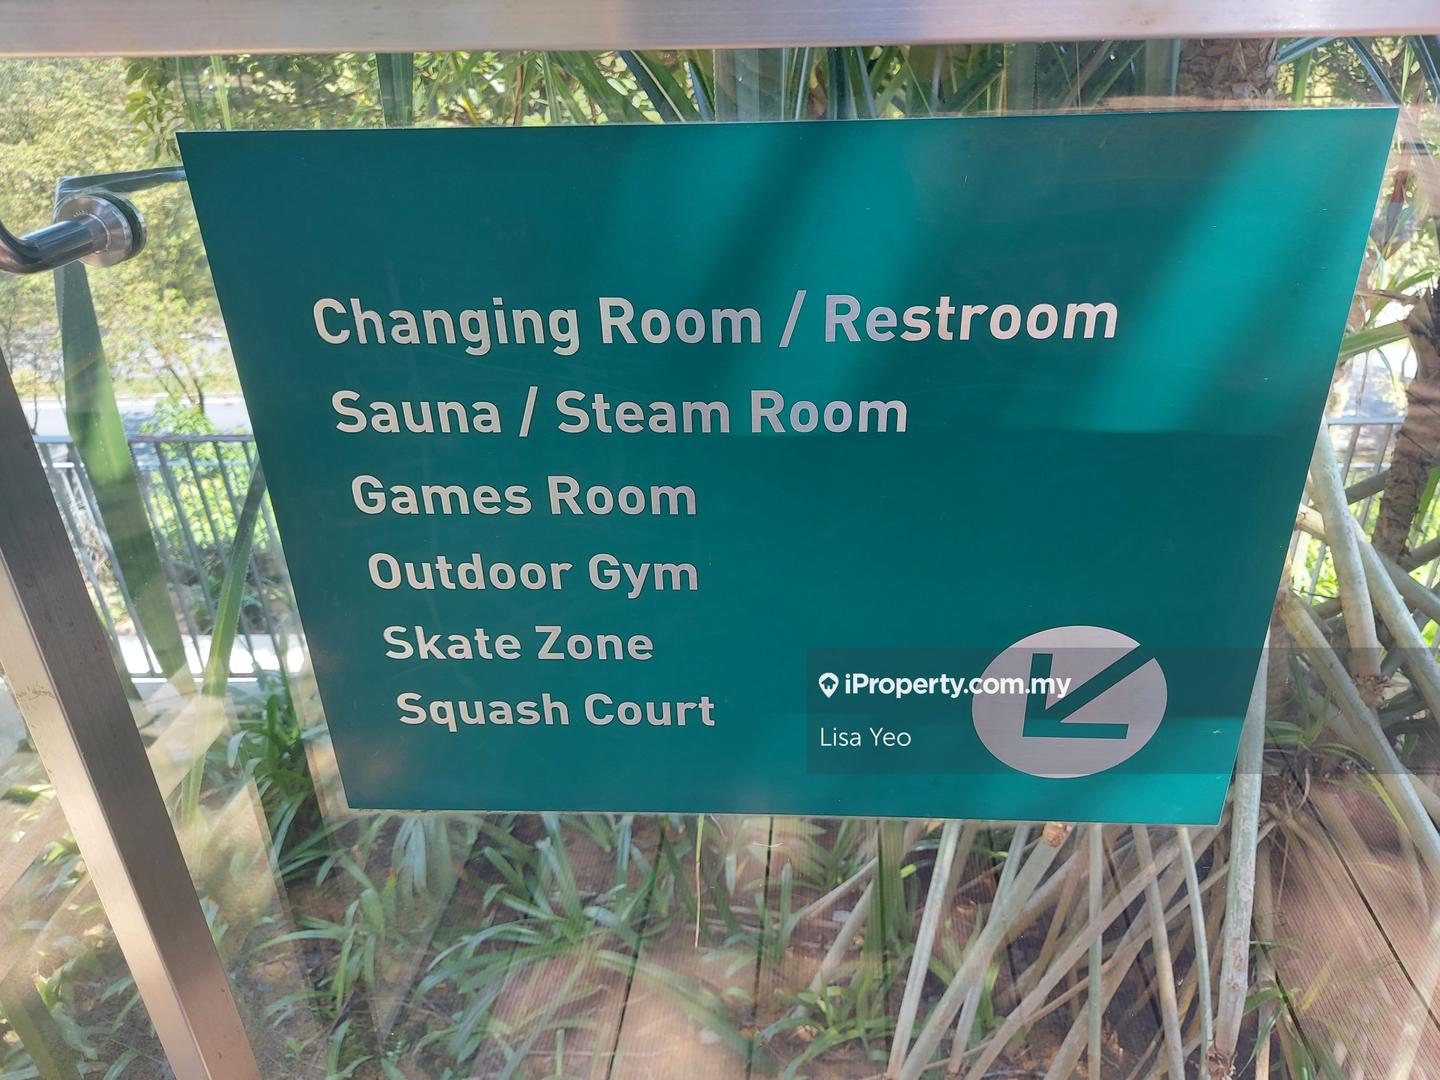 Changing Room / Restroom
Sauna / Steam Room
Games Room
Outdoor Gym
Skate Zone
Squash Court
iProperty.com.my
Lisa Yeo